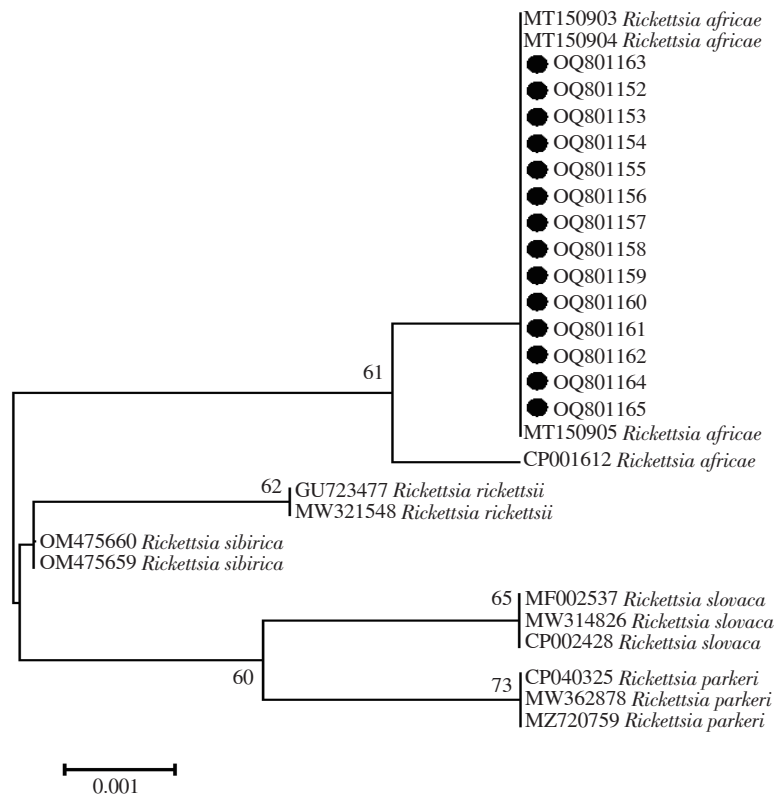 MT150903 Rickettsia africae
MT150904 Rickettsia africae
OQ801163
OQ801152
OQ801153
OQ801154
OQ801155
OQ801156
OQ801157
OQ801158
OQ801159
OQ801160
OQ801161
OQ801162
OQ801164
OQ801165
MT150905 Rickettsia africae
61
CP001612 Rickettsia africae
62
GU723477 Rickettsia rickettsii
MW321548 Rickettsia rickettsii
OM475660 Rickettsia sibirica
OM475659 Rickettsia sibirica
65
MF002537 Rickettsia slovaca
MW314826 Rickettsia slovaca
CP002428 Rickettsia slovaca
60
73
CP040325 Rickettsia parkeri
MW362878 Rickettsia parkeri
MZ720759 Rickettsia parkeri
0.001